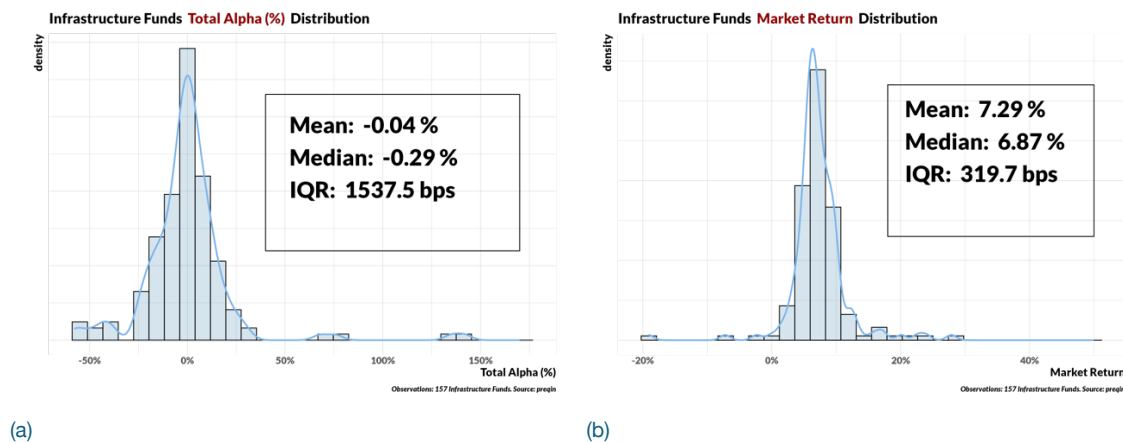 Infrastructure Funds Total Alpha (%) Distribution
density
Mean: -0.04 %
Median: -0.29 %
IQR: 1537.5 bps
-50% 0% 50% 100% 150%
Total Alpha (%)
Observations: 157 Infrastructure Funds. Source: preqin
(a)
Infrastructure Funds Market Return Distribution
density
Mean: 7.29 %
Median: 6.87 %
IQR: 319.7 bps
-20% 0% 20% 40%
Market Return
Observations: 157 Infrastructure Funds. Source: preqin
(b)